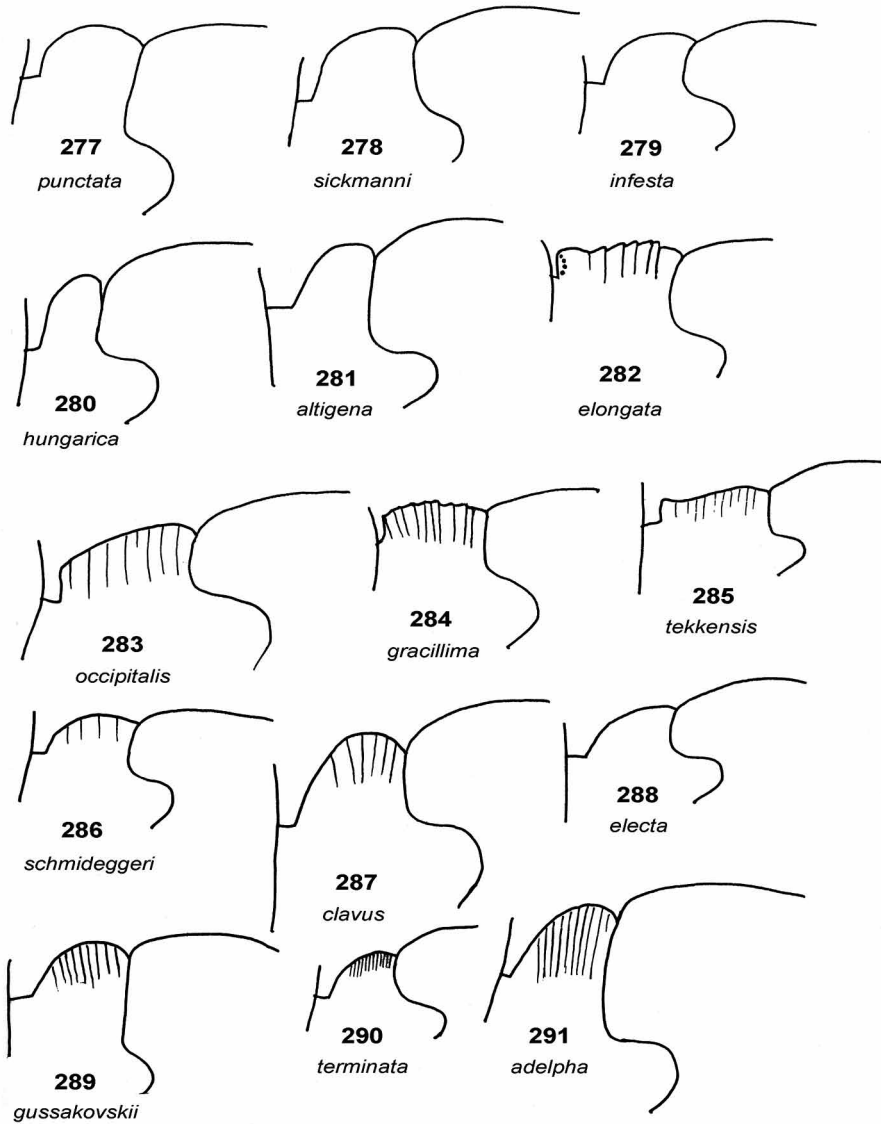 277
punctata
278
sickmanni
279
infesta
280
hungarica
281
altigena
282
elongata
283
occipitalis
284
gracillima
285
tekkensis
286
schmideggeri
287
clavus
288
electa
289
gussakovskii
290
terminata
291
adelpha